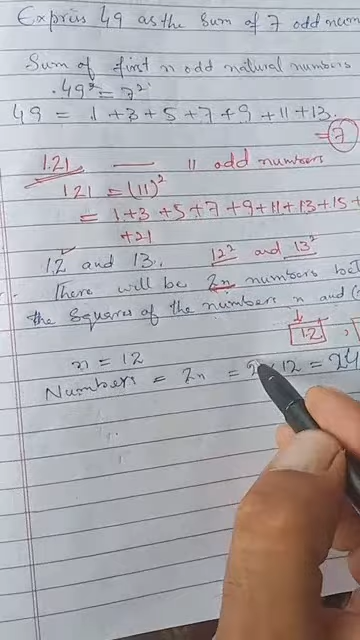 Express 49 as the sum of 7 odd
Sum of first n odd natural numbers
49² = 7²
49 = 1+3+5+7+9+11+13.
= 7
121 — 11 odd numbers
121 = (11)²
= 1+3+5+7+9+11+13+15+
+21
12 and 13. 12² and 13²
There will be 2n numbers
the squares of the numbers n and
12,
n = 12
Numbers = 2n = 2 12 = 24